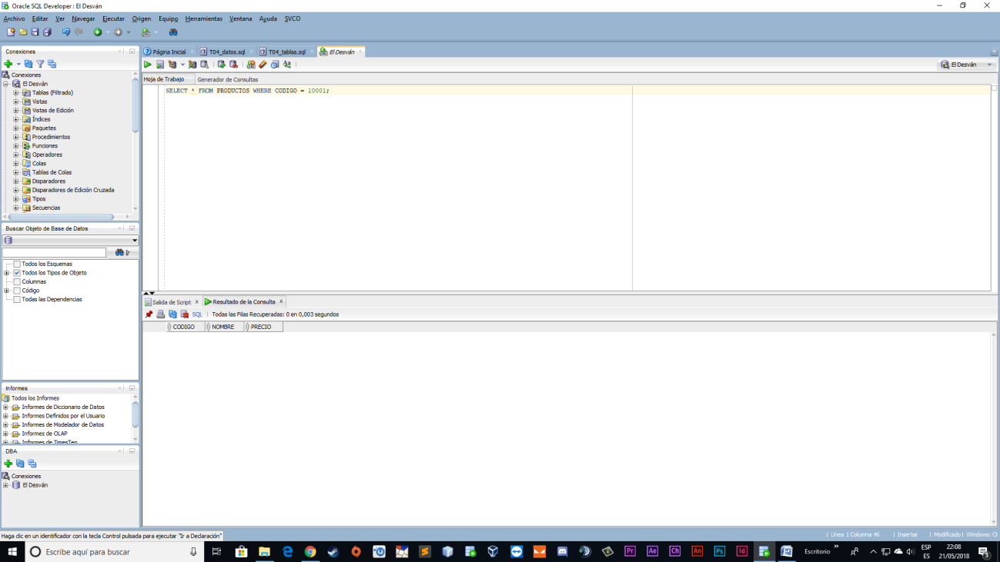 Oracle SQL Developer : El Desván
Archivo Editar Ver Navegar Ejecutar Origen Equipo Herramientas Ventana Ayuda SVCO
Conexiones
Conexiones
El Desván
Tablas (Filtrado)
Vistas
Vistas de Edición
Índices
Paquetes
Procedimientos
Funciones
Operadores
Colas
Tablas de Colas
Disparadores
Disparadores de Edición Cruzada
Tipos
Secuencias
Buscar Objeto de Base de Datos
Ir
Todos los Esquemas
Todos los Tipos de Objeto
Columnas
Código
Todas las Dependencias
Informes
Todos los Informes
Informes de Diccionario de Datos
Informes Definidos por el Usuario
Informes de Modelador de Datos
Informes de OLAP
Informes de TimesTen
DBA
Conexiones
El Desván
Página Inicial T04_datos.sql T04_tablas.sql El Desván
El Desván
Hoja de Trabajo Generador de Consultas
SELECT * FROM PRODUCTOS WHERE CODIGO = 10001;
Salida de Script x Resultado de la Consulta x
SQL | Todas las Filas Recuperadas: 0 en 0,003 segundos
CODIGO NOMBRE PRECIO
Haga clic en un identificador con la tecla Control pulsada para ejecutar "Ir a Declaración"
| Línea 1 Columna 46 | Insertar | Modificado | Windows: CF
Escribe aquí para buscar
Pr Ae Ch An Ps Id
Escritorio
ESP
ES
22:08
21/05/2018
3